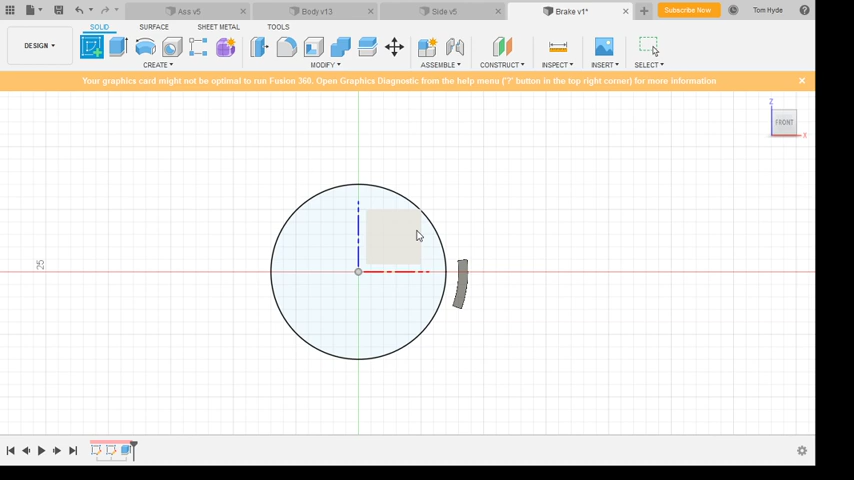 Ass v5 Body v13 Side v5 Brake v1* Subscribe Now Tom Hyde
SOLID SURFACE SHEET METAL TOOLS
DESIGN
CREATE MODIFY ASSEMBLE CONSTRUCT INSPECT INSERT SELECT
Your graphics card might not be optimal to run Fusion 360. Open Graphics Diagnostic from the help menu ('?' button in the top right corner) for more information
Z
FRONT
X
25